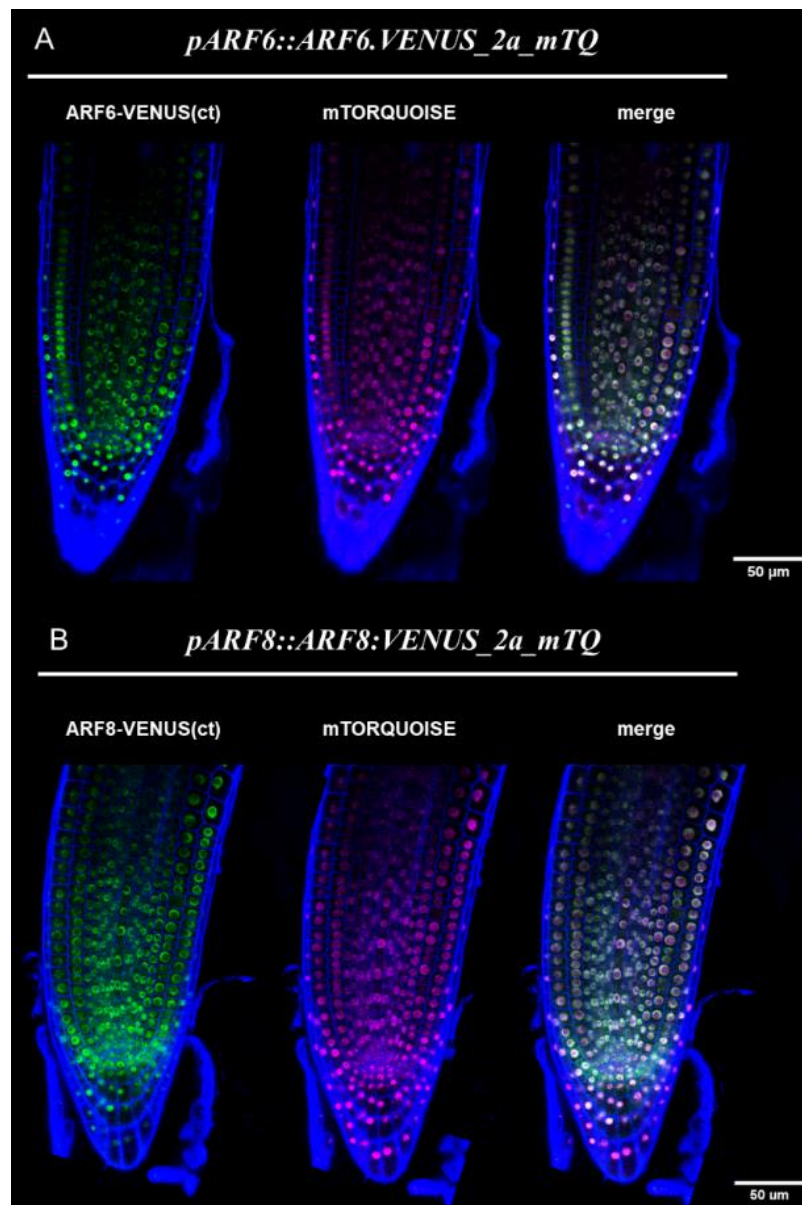 A
pARF6::ARF6.VENUS_2a_mTQ
ARF6-VENUS(ct) mTORQUOISE merge
50 µm
B
pARF8::ARF8:VENUS_2a_mTQ
ARF8-VENUS(ct) mTORQUOISE merge
50 um